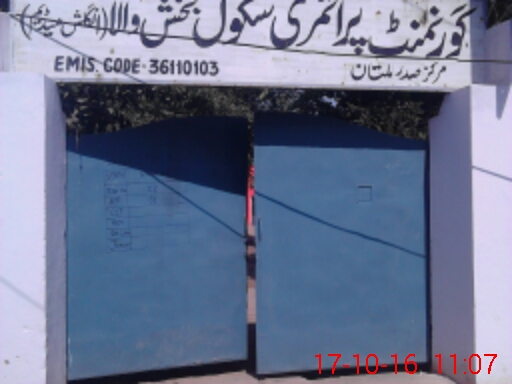 گورنمنٹ پرائمری سکول بخش والا (انگلش میڈیم)
EMIS. CODE-36110103
مرکز صدر ملتان
17-10-16 11:07